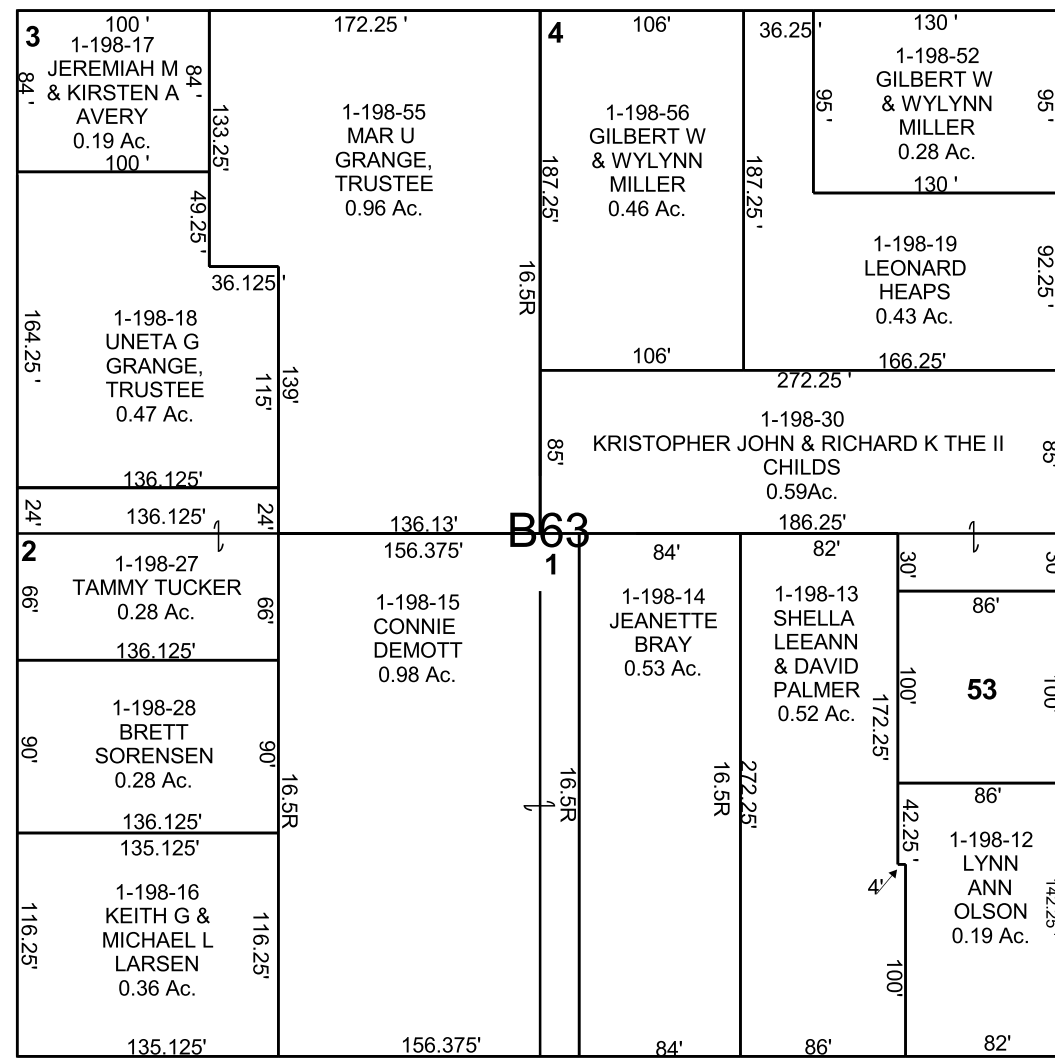 3
100 '
1-198-17
JEREMIAH M
& KIRSTEN A
AVERY
0.19 Ac.
100 '
84 '
84 '
133.25'
49.25 '
36.125 '
172.25 '
1-198-55
MAR U
GRANGE,
TRUSTEE
0.96 Ac.
136.13'
139'
16.5R
1-198-18
UNETA G
GRANGE,
TRUSTEE
0.47 Ac.
164.25 '
115'
136.125'
24'
136.125'
24'
4
106'
1-198-56
GILBERT W
& WYLYNN
MILLER
0.46 Ac.
187.25'
187.25 '
106'
36.25'
130 '
1-198-52
GILBERT W
& WYLYNN
MILLER
0.28 Ac.
95 '
95 '
130 '
1-198-19
LEONARD
HEAPS
0.43 Ac.
92.25 '
166.25'
272.25 '
1-198-30
KRISTOPHER JOHN & RICHARD K THE II
CHILDS
0.59Ac.
85'
85'
186.25'
B63
2
1-198-27
TAMMY TUCKER
0.28 Ac.
66'
66'
136.125'
1-198-28
BRETT
SORENSEN
0.28 Ac.
90'
90'
136.125'
135.125'
1-198-16
KEITH G &
MICHAEL L
LARSEN
0.36 Ac.
116.25'
116.25'
135.125'
156.375'
1-198-15
CONNIE
DEMOTT
0.98 Ac.
16.5R
156.375'
1
16.5R
84'
1-198-14
JEANETTE
BRAY
0.53 Ac.
16.5R
84'
82'
1-198-13
SHELLA
LEEANN
& DAVID
PALMER
0.52 Ac.
172.25'
272.25'
86'
30'
30'
86'
100'
53
100'
86'
42.25 '
4'
100'
1-198-12
LYNN
ANN
OLSON
0.19 Ac.
142.25'
82'